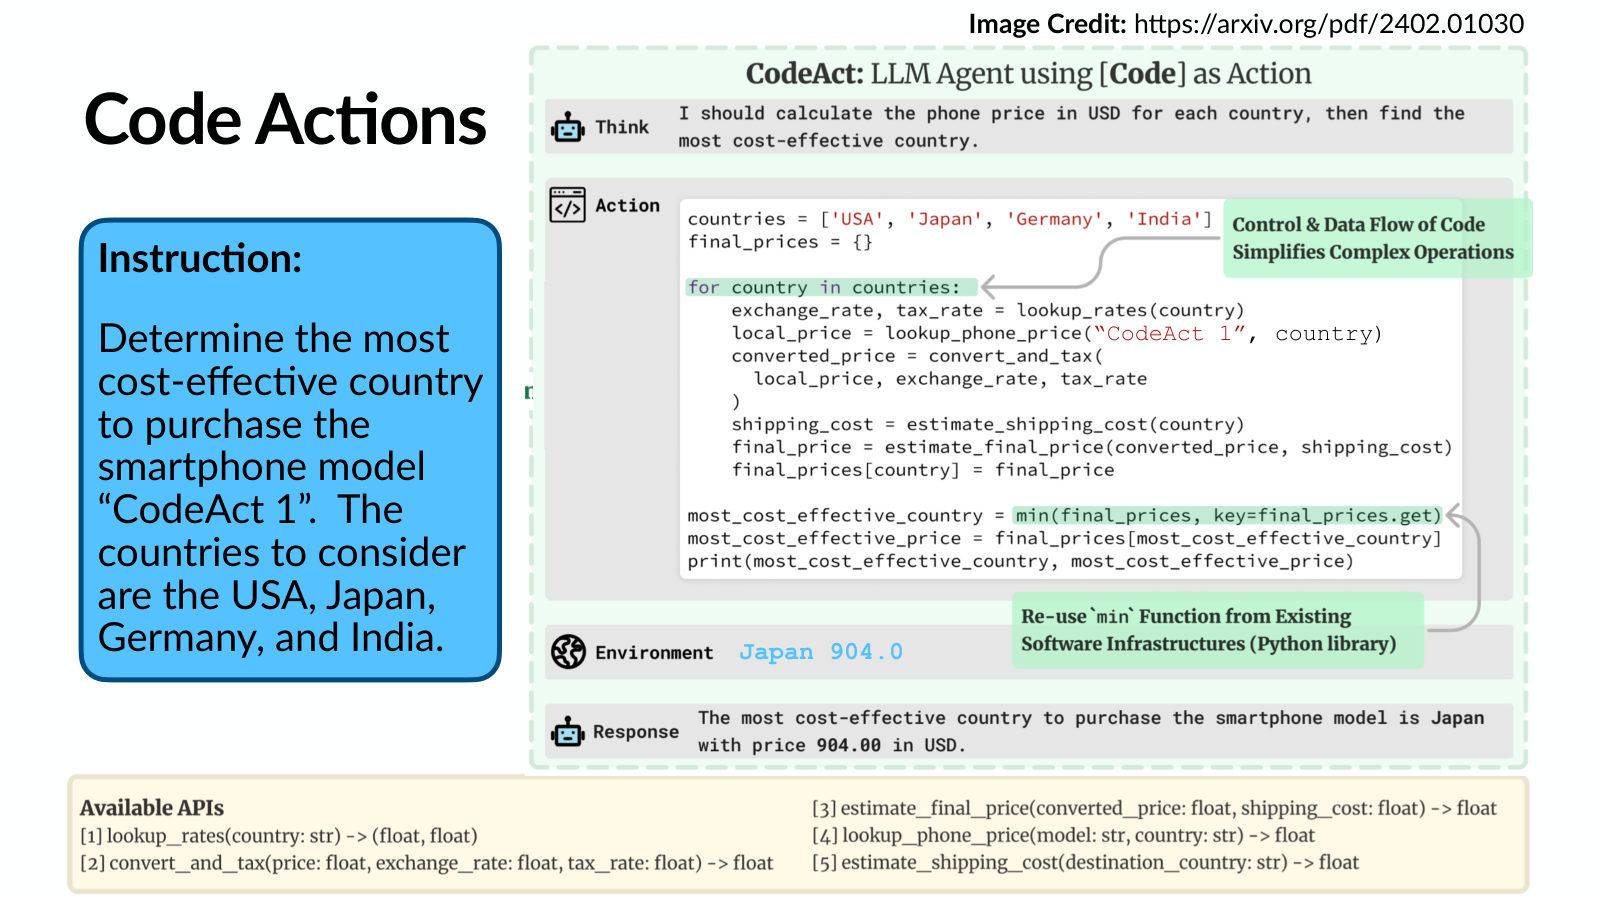 Image Credit: https://arxiv.org/pdf/2402.01030
Code Actions
Instruction:
Determine the most
cost-effective country
to purchase the
smartphone model
“CodeAct 1”.  The
countries to consider
are the USA, Japan,
Germany, and India.
CodeAct: LLM Agent using [Code] as Action
Think
I should calculate the phone price in USD for each country, then find the
most cost-effective country.
Action
countries = ['USA', 'Japan', 'Germany', 'India']
final_prices = {}
for country in countries:
    exchange_rate, tax_rate = lookup_rates(country)
    local_price = lookup_phone_price(“CodeAct 1”, country)
    converted_price = convert_and_tax(
      local_price, exchange_rate, tax_rate
    )
    shipping_cost = estimate_shipping_cost(country)
    final_price = estimate_final_price(converted_price, shipping_cost)
    final_prices[country] = final_price
most_cost_effective_country = min(final_prices, key=final_prices.get)
most_cost_effective_price = final_prices[most_cost_effective_country]
print(most_cost_effective_country, most_cost_effective_price)
Control & Data Flow of Code
Simplifies Complex Operations
Re-use `min` Function from Existing
Software Infrastructures (Python library)
Environment
Japan 904.0
Response
The most cost-effective country to purchase the smartphone model is Japan
with price 904.00 in USD.
Available APIs
[1] lookup_rates(country: str) -> (float, float)
[2] convert_and_tax(price: float, exchange_rate: float, tax_rate: float) -> float
[3] estimate_final_price(converted_price: float, shipping_cost: float) -> float
[4] lookup_phone_price(model: str, country: str) -> float
[5] estimate_shipping_cost(destination_country: str) -> float